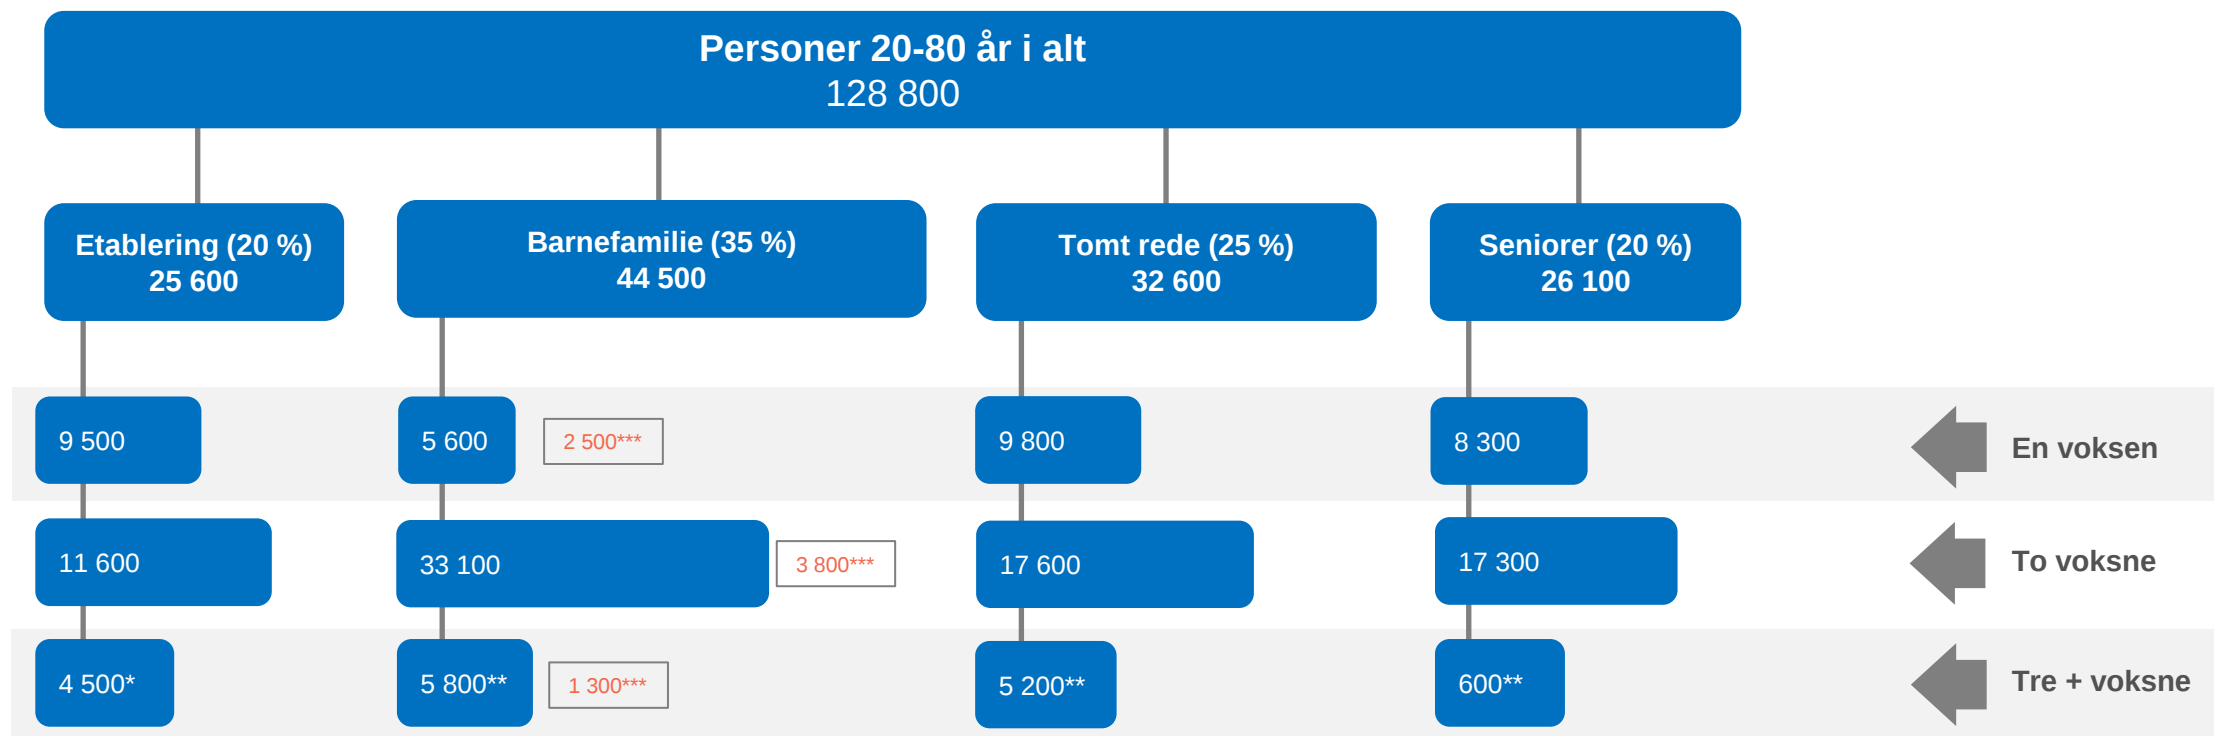 Personer 20-80 år i alt
128 800
Etablering (20 %)
25 600
Barnefamilie (35 %)
44 500
Tomt rede (25 %)
32 600
Seniorer (20 %)
26 100
9 500
5 600
2 500***
9 800
8 300
En voksen
11 600
33 100
3 800***
17 600
17 300
To voksne
4 500*
5 800**
1 300***
5 200**
600**
Tre + voksne